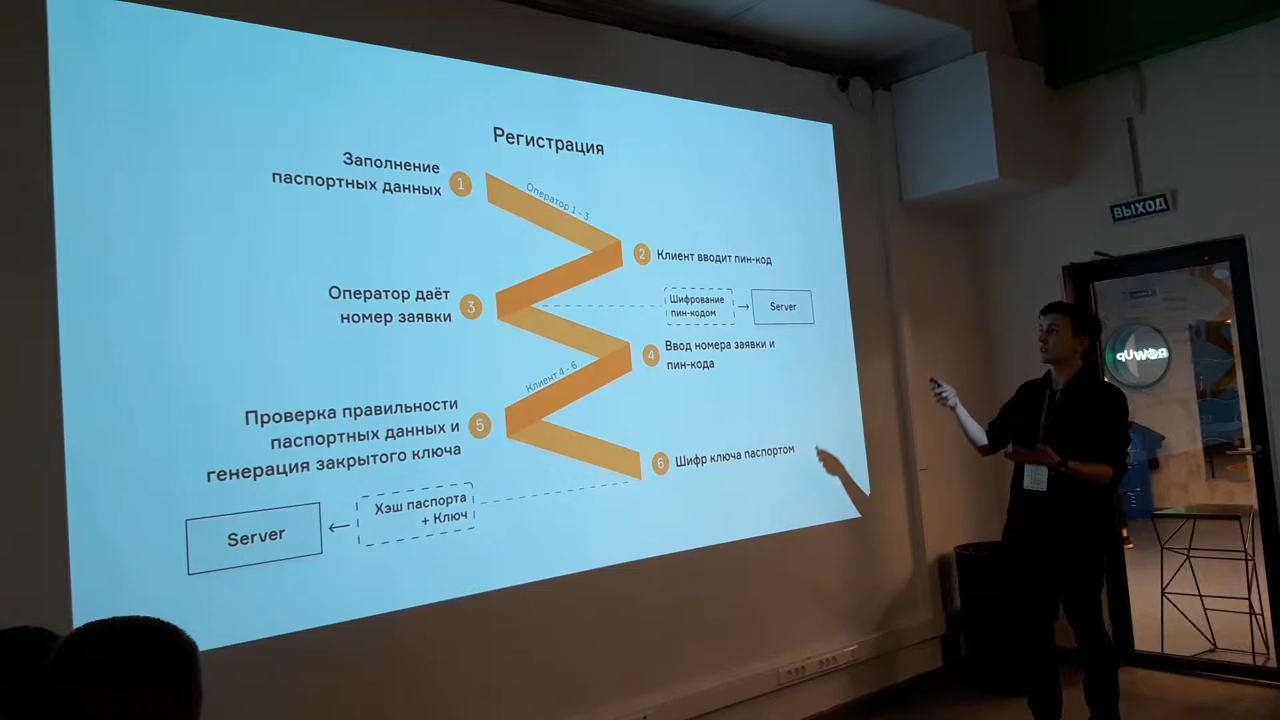 Регистрация
Заполнение
паспортных данных
1
Оператор 1 - 3
2
Клиент вводит пин-код
Оператор даёт
номер заявки
3
Шифрование
пин-кодом
Server
4
Ввод номера заявки и
пин-кода
Клиент 4 - 6
Проверка правильности
паспортных данных и
генерация закрытого ключа
5
6
Шифр ключа паспортом
Хэш паспорта
+ Ключ
Server
ВЫХОД